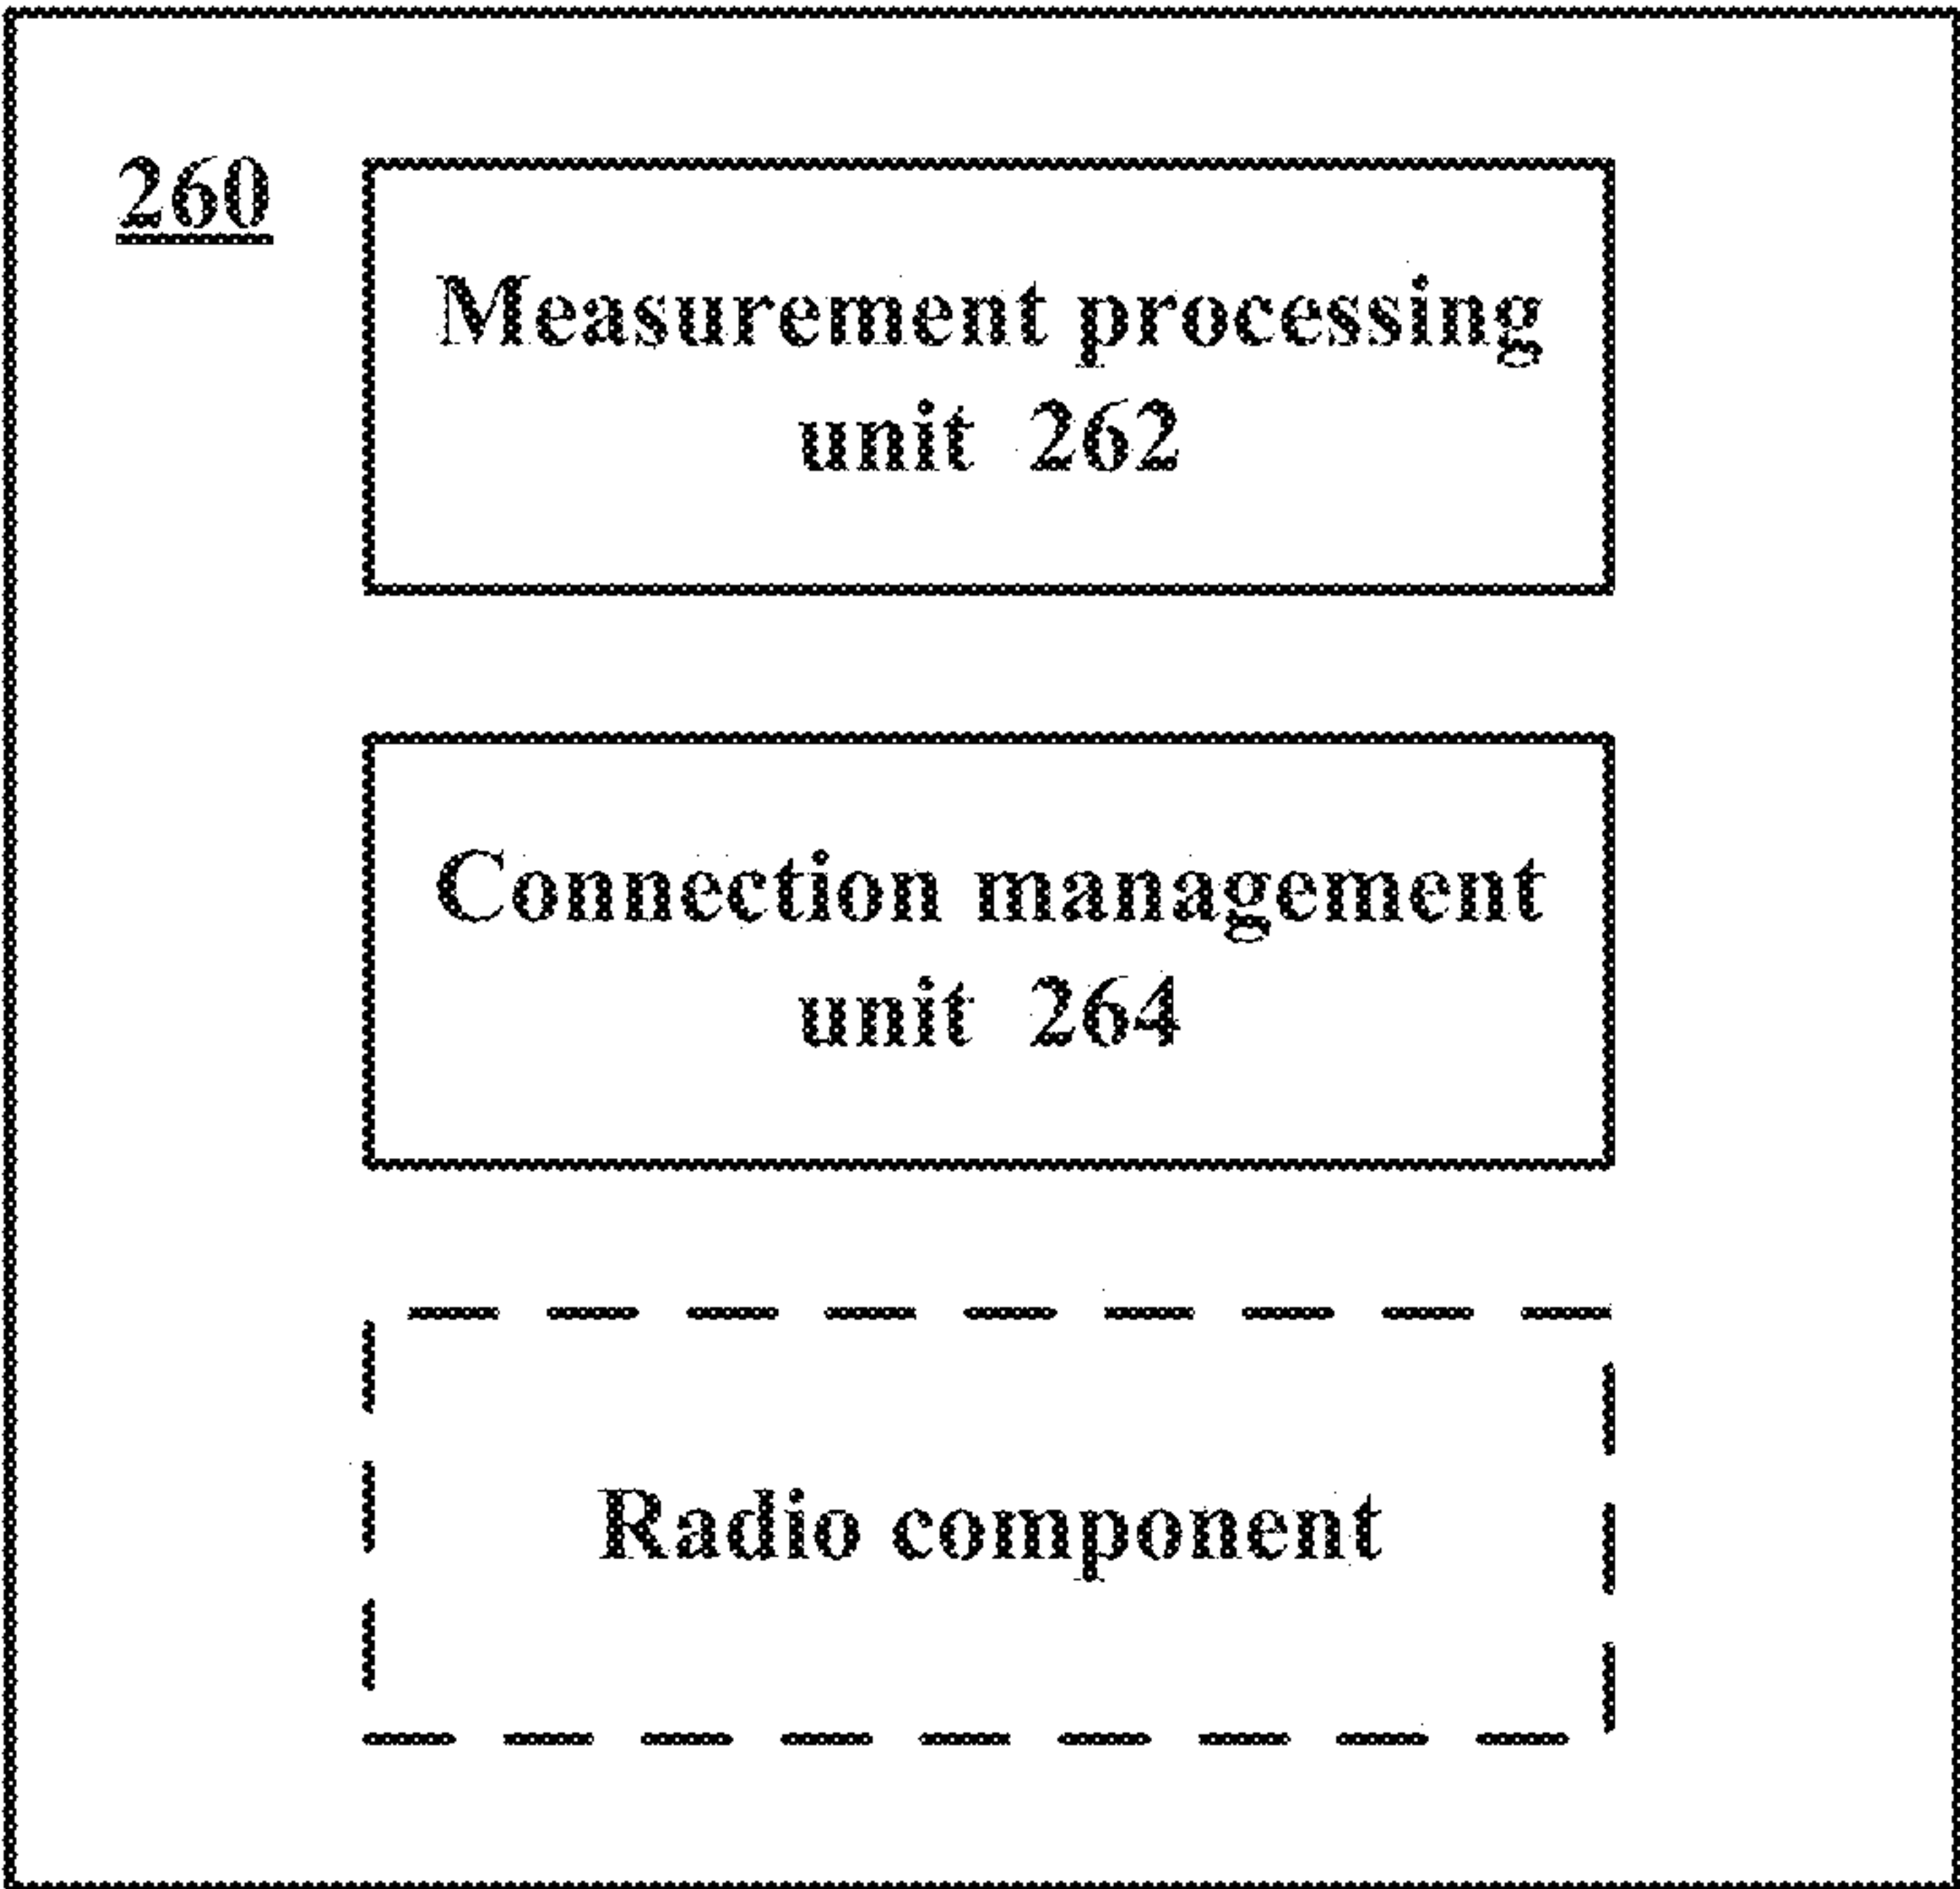 260
Measurement processing
unit 262
Connection management
unit 264
Radio component